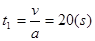 t₁ = v/a = 20(s)